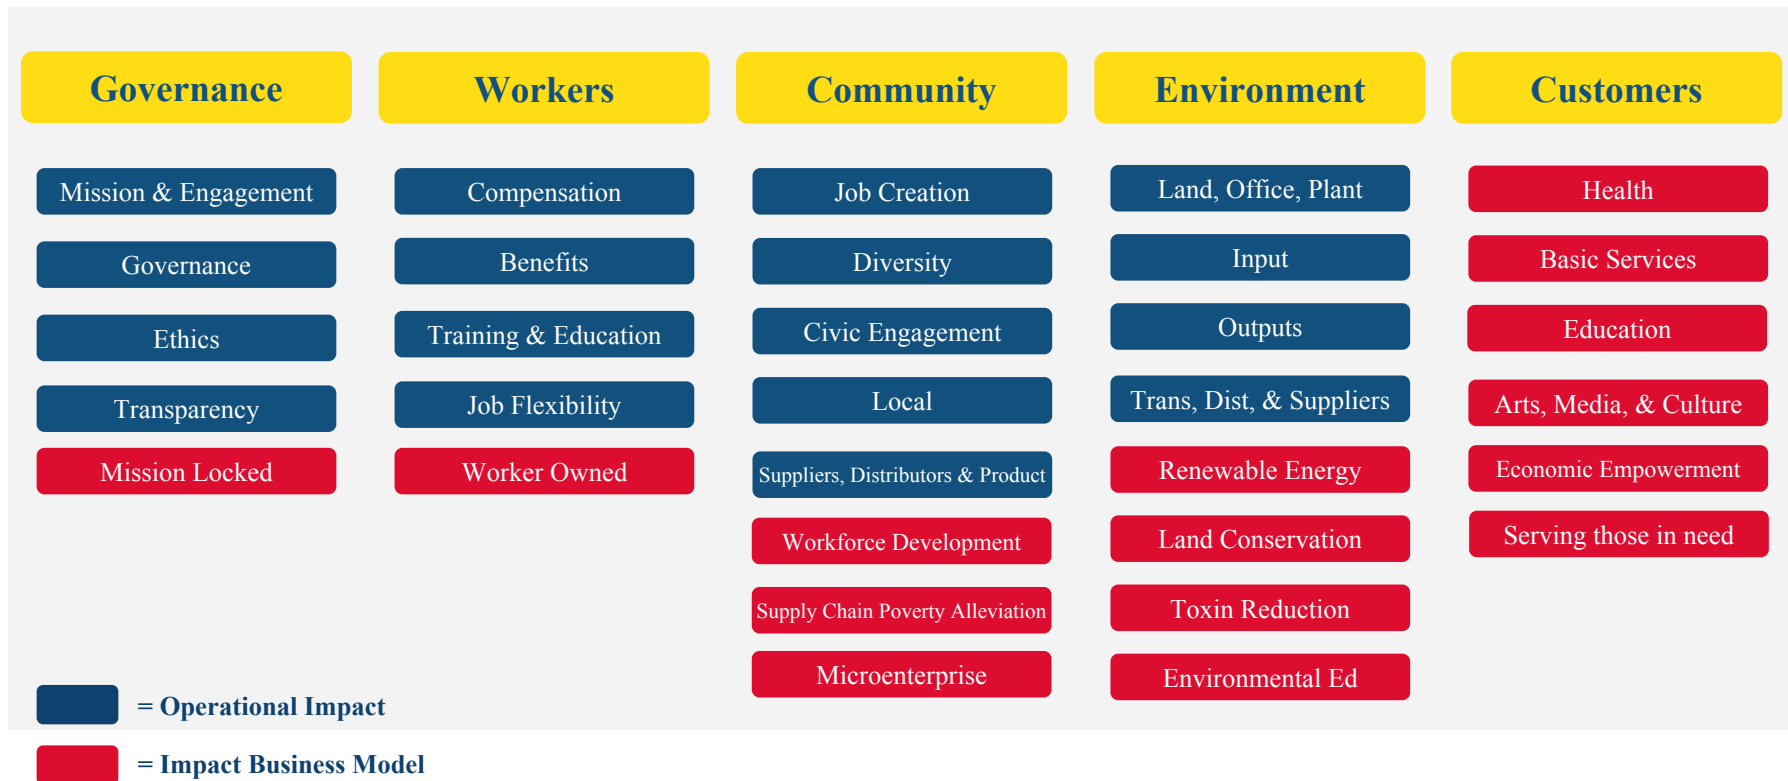 Governance
Workers
Community
Environment
Customers
Mission & Engagement
Governance
Ethics
Transparency
Mission Locked
Compensation
Benefits
Training & Education
Job Flexibility
Worker Owned
Job Creation
Diversity
Civic Engagement
Local
Suppliers, Distributors & Product
Workforce Development
Supply Chain Poverty Alleviation
Microenterprise
Land, Office, Plant
Input
Outputs
Trans, Dist, & Suppliers
Renewable Energy
Land Conservation
Toxin Reduction
Environmental Ed
Health
Basic Services
Education
Arts, Media, & Culture
Economic Empowerment
Serving those in need
= Operational Impact
= Impact Business Model